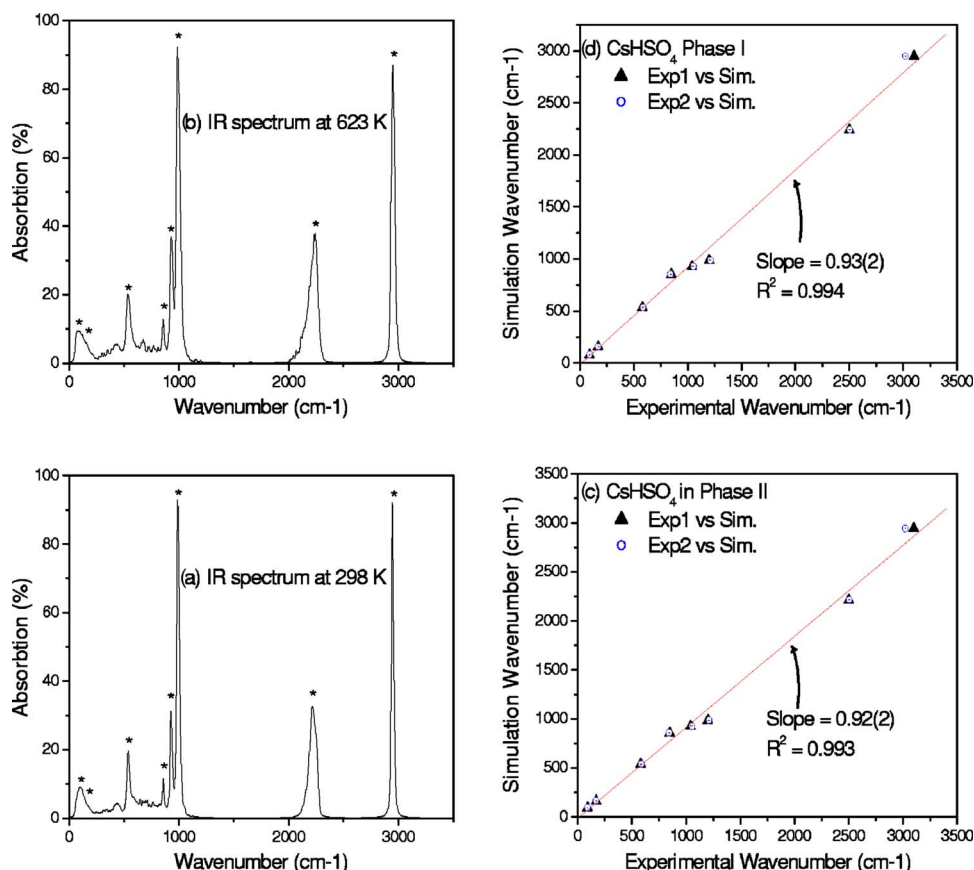 100
80
60
40
20
0
Absorbtion (%)
(b) IR spectrum at 623 K
* * * * * * * *
0 1000 2000 3000
Wavenumber (cm-1)
3000
2500
2000
1500
1000
500
0
Simulation Wavenumber (cm-1)
(d) CsHSO4 Phase I
Exp1 vs Sim.
Exp2 vs Sim.
Slope = 0.93(2)
R2 = 0.994
0 500 1000 1500 2000 2500 3000 3500
Experimental Wavenumber (cm-1)
100
80
60
40
20
0
Absorbtion (%)
(a) IR spectrum at 298 K
* * * * * * * *
0 1000 2000 3000
Wavenumber (cm-1)
3500
3000
2500
2000
1500
1000
500
0
Simulation Wavenumber (cm-1)
(c) CsHSO4 in Phase II
Exp1 vs Sim.
Exp2 vs Sim.
Slope = 0.92(2)
R2 = 0.993
0 500 1000 1500 2000 2500 3000 3500
Experimental Wavenumber (cm-1)